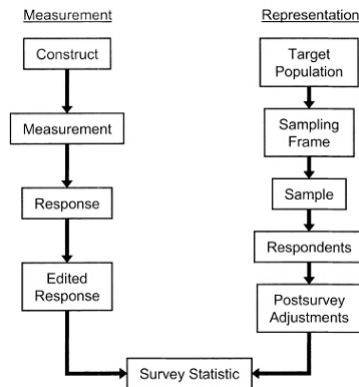 Measurement
Representation
Construct
Target
Population
Measurement
Sampling
Frame
Response
Sample
Respondents
Edited
Response
Postsurvey
Adjustments
Survey Statistic